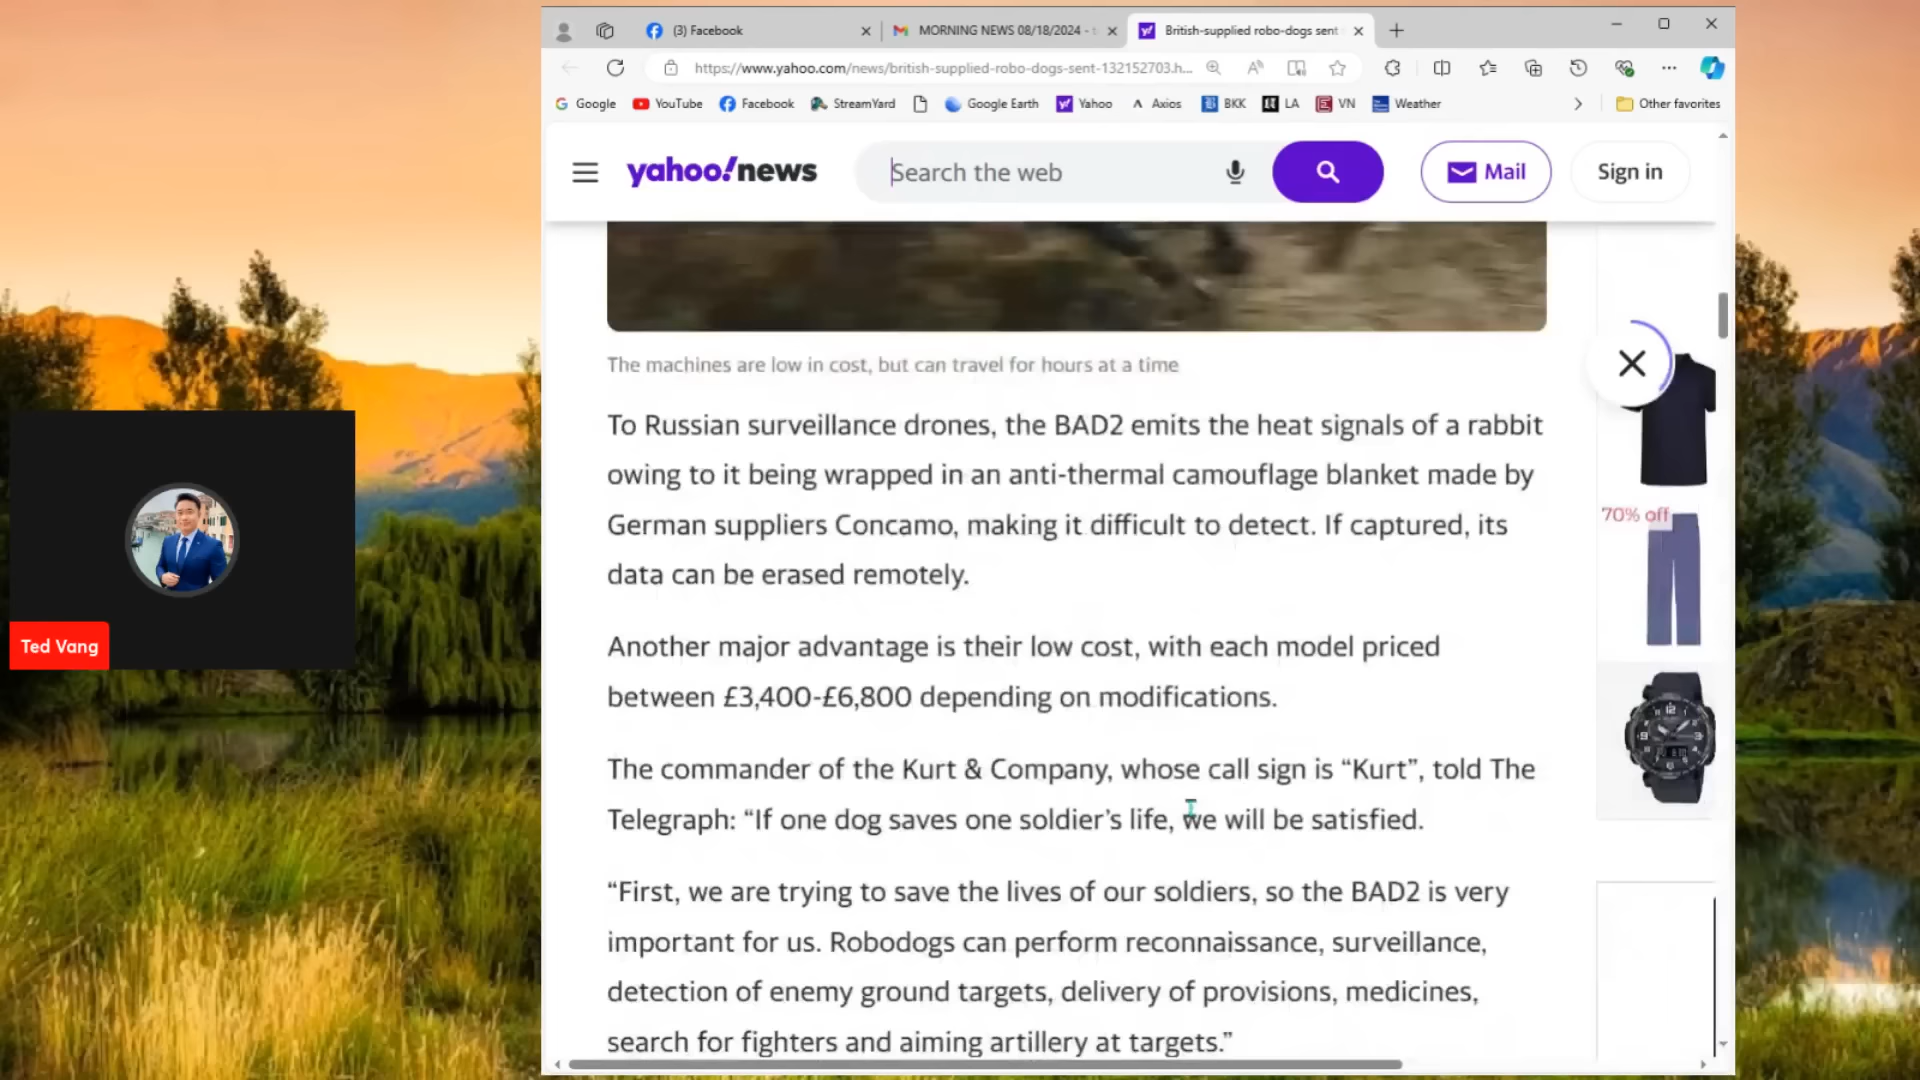 (3) Facebook
MORNING NEWS 08/18/2024 -
British-supplied robo-dogs sent
https://www.yahoo.com/news/british-supplied-robo-dogs-sent-132152703.h...
Google YouTube Facebook StreamYard Google Earth Yahoo Axios BKK LA VN Weather Other favorites
yahoo!news
Search the web
Mail
Sign in
The machines are low in cost, but can travel for hours at a time
To Russian surveillance drones, the BAD2 emits the heat signals of a rabbit
owing to it being wrapped in an anti-thermal camouflage blanket made by
German suppliers Concamo, making it difficult to detect. If captured, its
data can be erased remotely.
70% off
Another major advantage is their low cost, with each model priced
between £3,400-£6,800 depending on modifications.
Ted Vang
The commander of the Kurt & Company, whose call sign is “Kurt”, told The
Telegraph: “If one dog saves one soldier’s life, we will be satisfied.
“First, we are trying to save the lives of our soldiers, so the BAD2 is very
important for us. Robodogs can perform reconnaissance, surveillance,
detection of enemy ground targets, delivery of provisions, medicines,
search for fighters and aiming artillery at targets.”